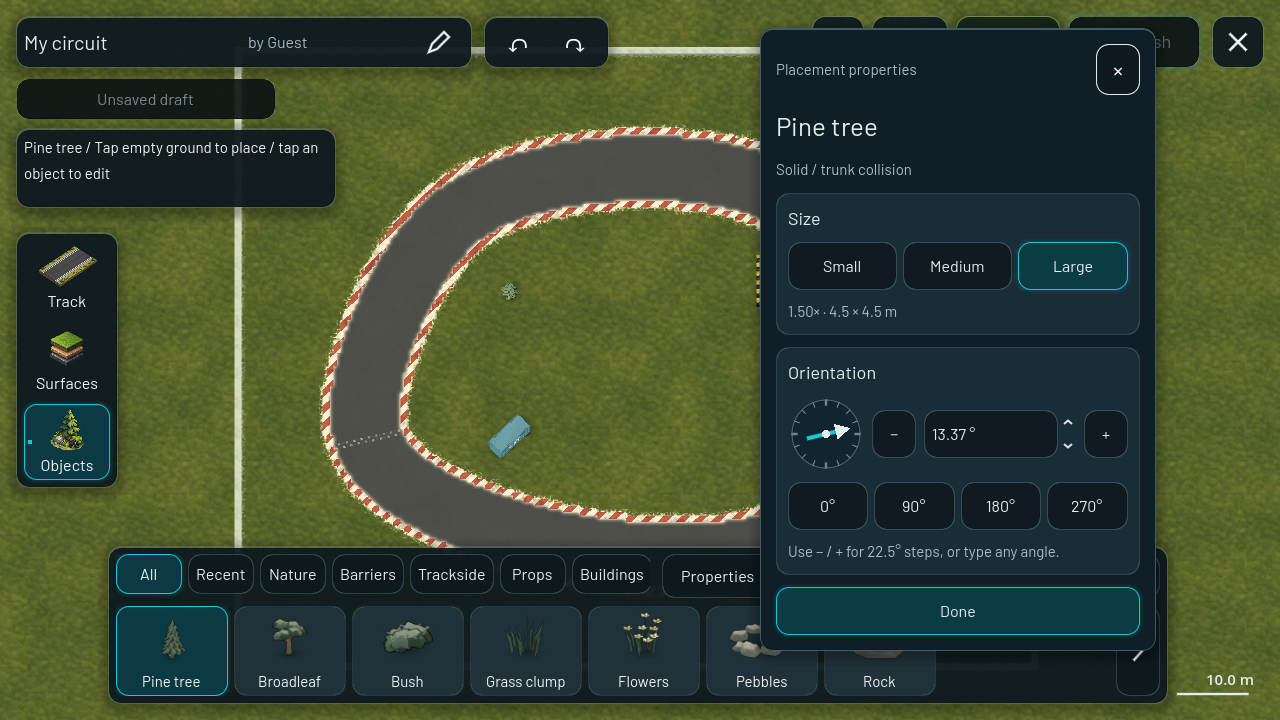 My circuit
by Guest
Unsaved draft
Pine tree / Tap empty ground to place / tap an
object to edit
Track
Surfaces
Objects
Placement properties
×
Pine tree
Solid / trunk collision
Size
Small
Medium
Large
1.50× · 4.5 × 4.5 m
Orientation
−
13.37 °
+
0°
90°
180°
270°
Use − / + for 22.5° steps, or type any angle.
Done
All
Recent
Nature
Barriers
Trackside
Props
Buildings
Properties
Pine tree
Broadleaf
Bush
Grass clump
Flowers
Pebbles
Rock
10.0 m